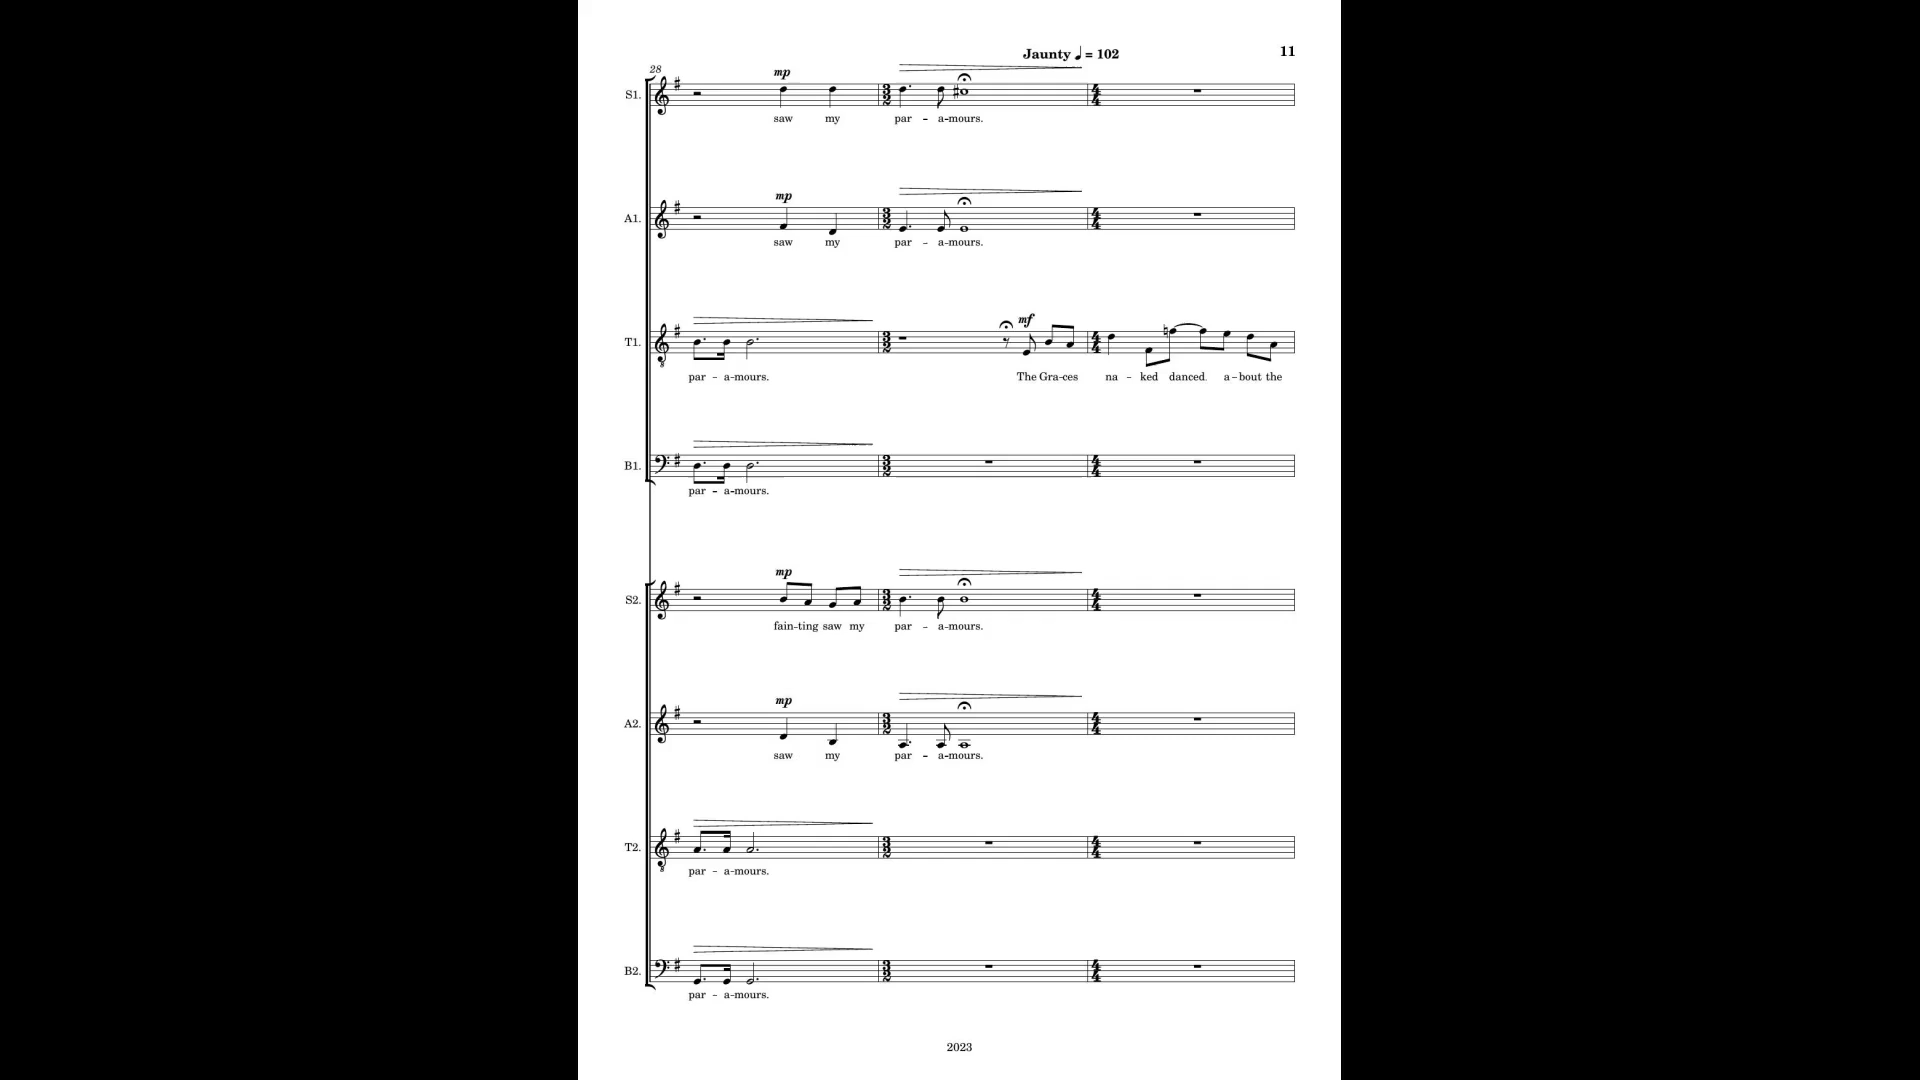 Jaunty ♩ = 102
11
28
mp
S1.
saw my par - a-mours.
mp
A1.
saw my par - a-mours.
mf
T1.
par - a-mours. The Gra-ces na - ked danced a-bout the
B1.
par - a-mours.
mp
S2.
fain-ting saw my par - a-mours.
mp
A2.
saw my par - a-mours.
T2.
par - a-mours.
B2.
par - a-mours.
2023